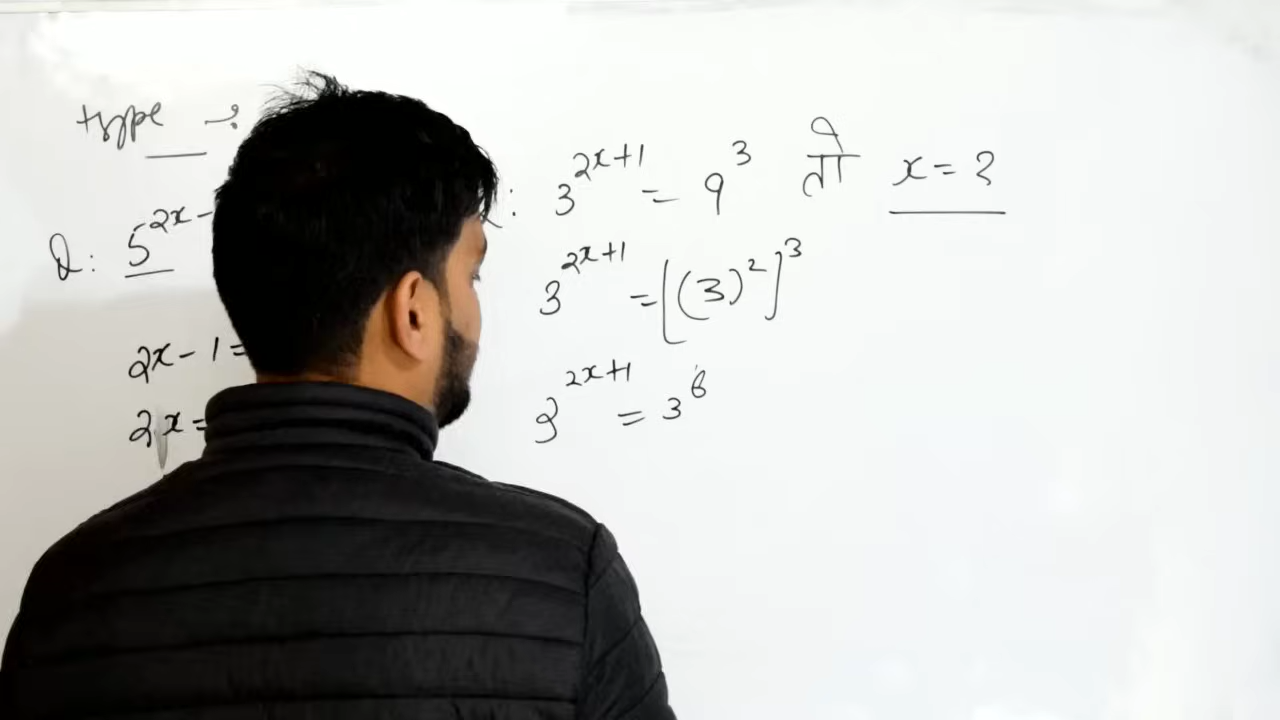 type :
Q: 5^{2x-
2x-1=
2x=
: 3^{2x+1} = 9^3 तो x=?
3^{2x+1} = [(3)^2]^3
3^{2x+1} = 3^6